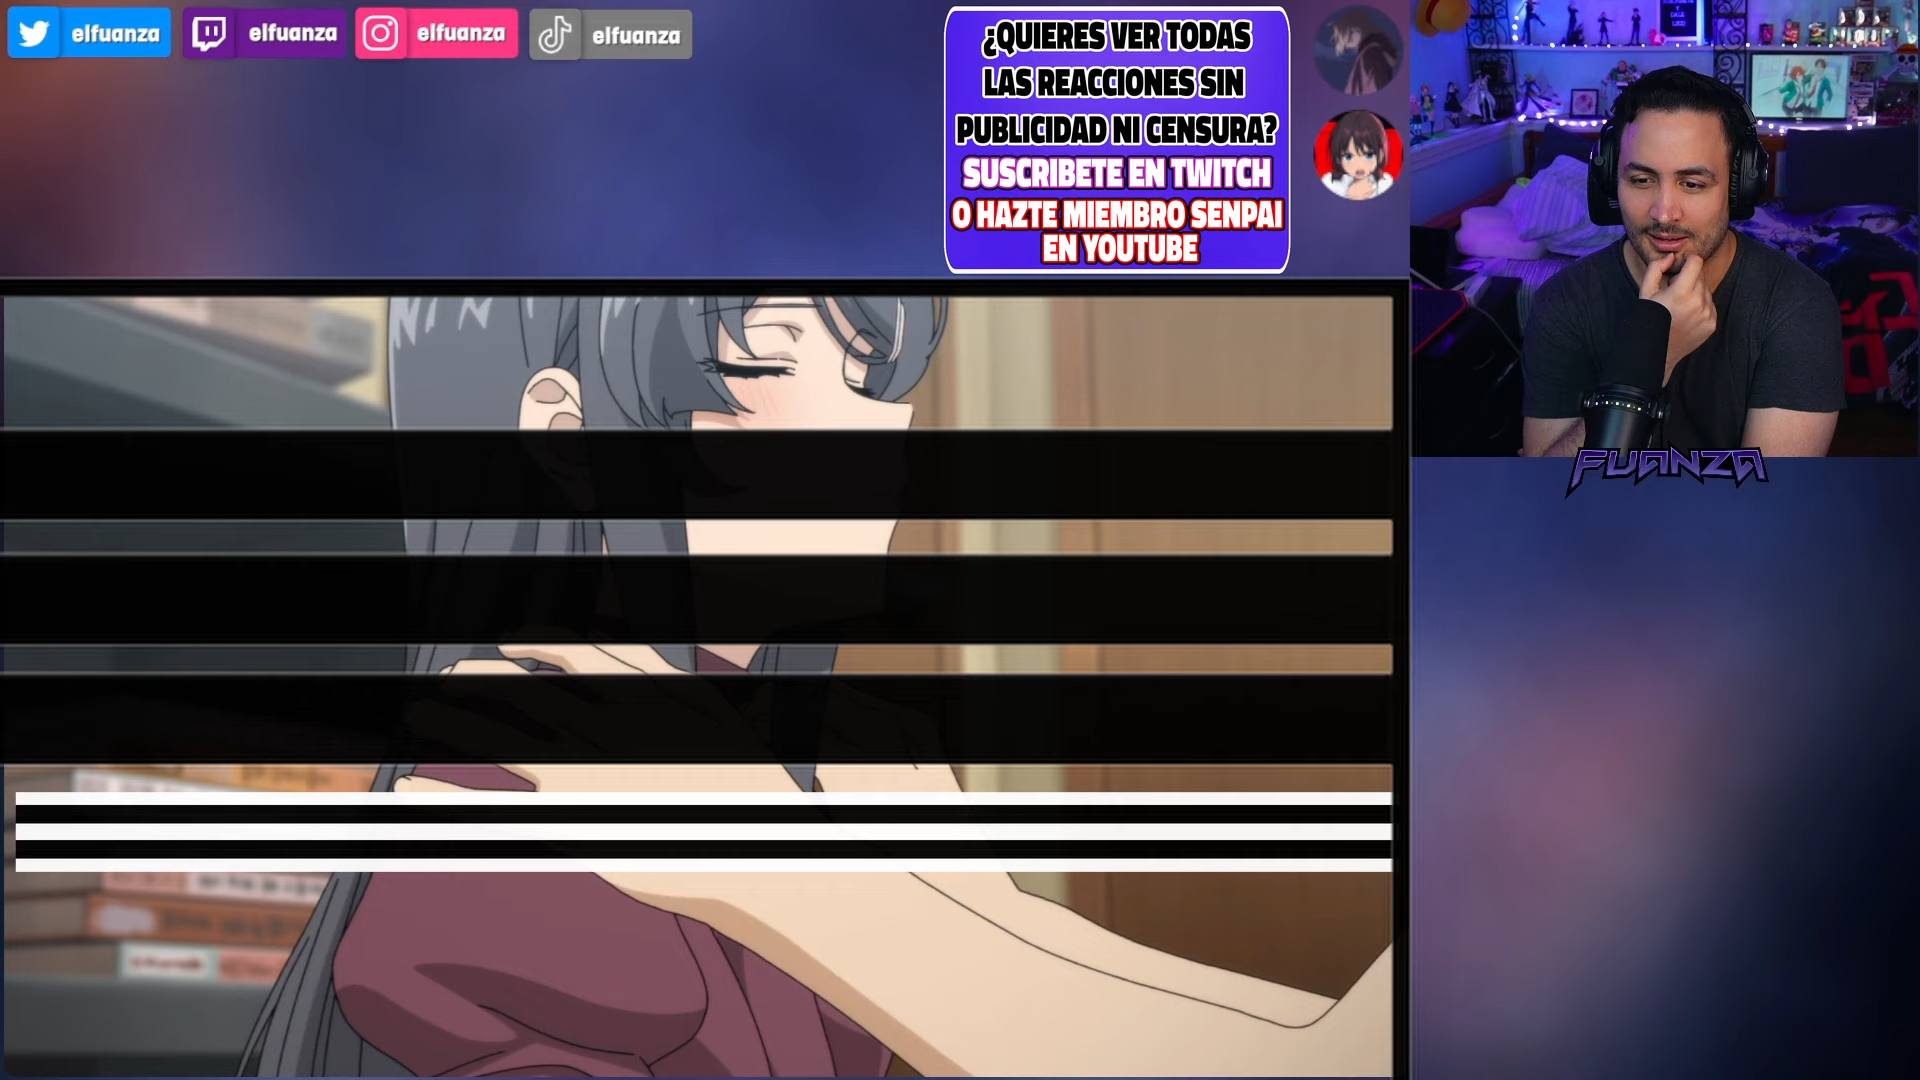 elfuanza
elfuanza
elfuanza
elfuanza
¿QUIERES VER TODAS
LAS REACCIONES SIN
PUBLICIDAD NI CENSURA?
SUSCRIBETE EN TWITCH
O HAZTE MIEMBRO SENPAI
EN YOUTUBE
FUANZA